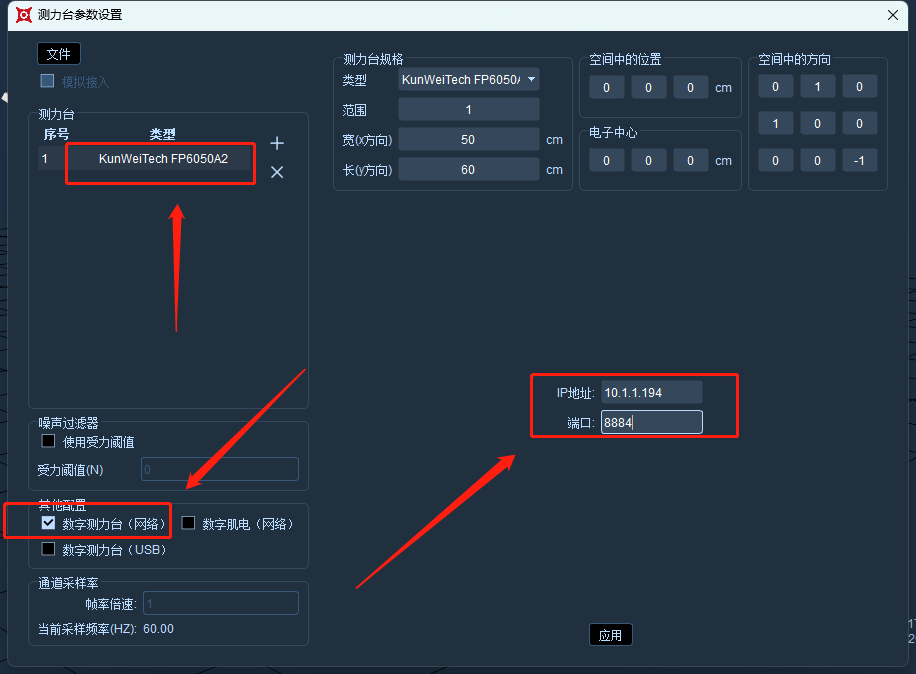 测力台参数设置
文件
模拟接入
测力台
序号 类型
1 KunWeiTech FP6050A2
噪声过滤器
使用受力阈值
受力阈值(N) 0
其他配置
数字测力台（网络） 数字肌电（网络）
数字测力台（USB）
通道采样率
帧率倍速: 1
当前采样频率(HZ): 60.00
测力台规格
类型 KunWeiTech FP6050A
范围 1
宽(x方向) 50 cm
长(y方向) 60 cm
空间中的位置
0 0 0 cm
电子中心
0 0 0 cm
空间中的方向
0 1 0
1 0 0
0 0 -1
IP地址: 10.1.1.194
端口: 8884
应用